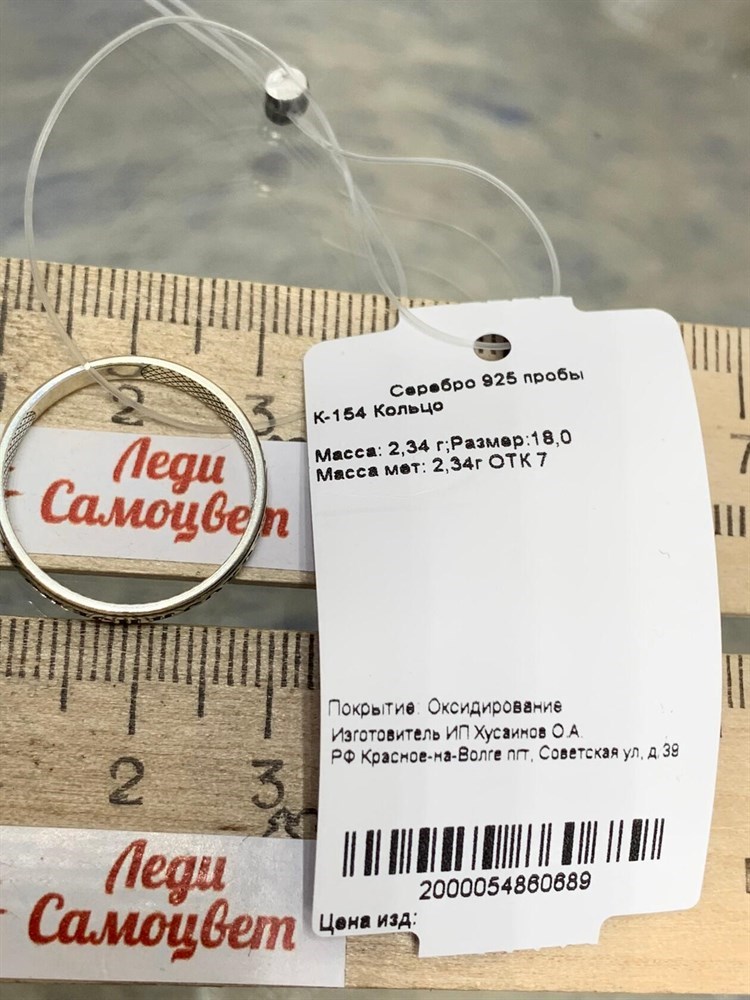 Серебро 925 пробы
К-154 Кольцо
Масса: 2,34 г;Размер:18,0
Масса мет: 2,34г ОТК 7
Покрытие: Оксидирование
Изготовитель ИП Хусаинов О.А.
РФ Красное-на-Волге пгт, Советская ул, д.39
2000054860689
Цена изд:
2 3
Леди
Самоцвет
7
2 3
Леди
Самоцвет